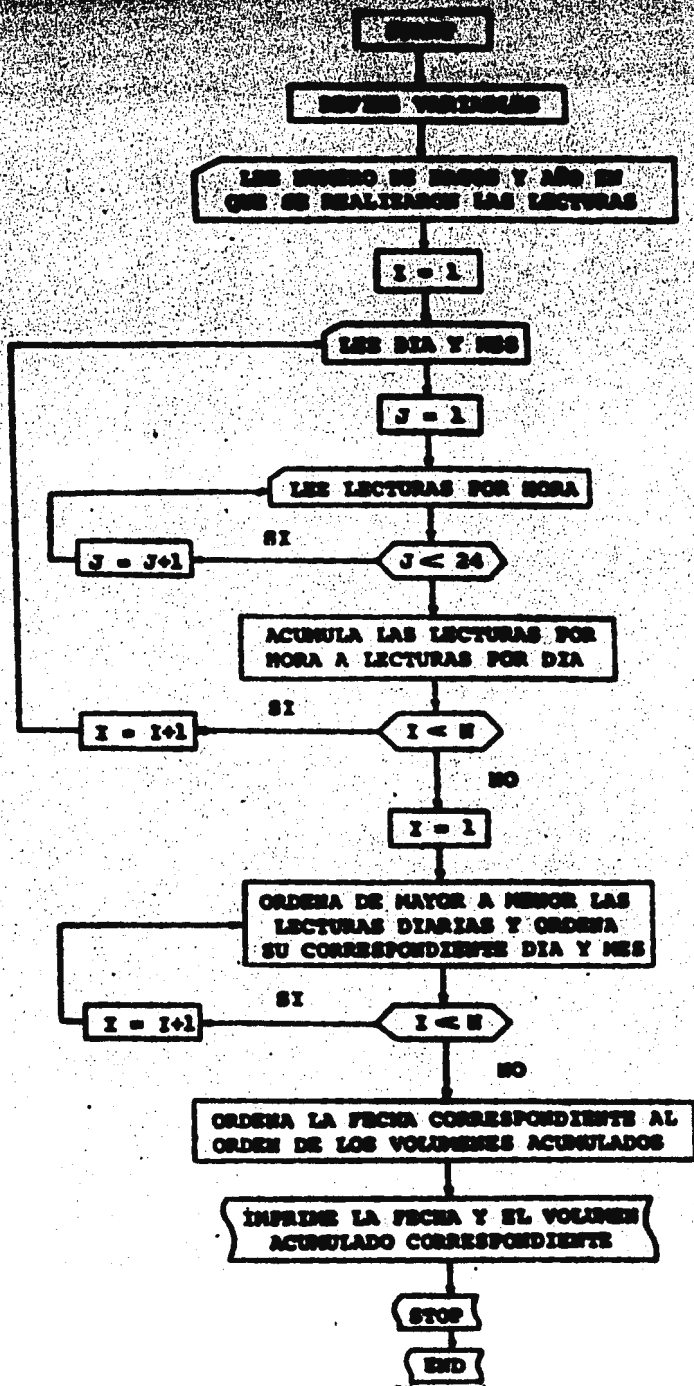 DEFINE VARIABLES
LEE NUMERO DE DATOS Y AÑO EN
QUE SE REALIZARON LAS LECTURAS
I = 1
LEE DIA Y MES
J = 1
LEE LECTURAS POR HORA
SI
J = J+1
J < 24
ACUMULA LAS LECTURAS POR
HORA A LECTURAS POR DIA
SI
I = I+1
I < N
NO
I = 1
ORDENA DE MAYOR A MENOR LAS
LECTURAS DIARIAS Y ORDENA
SU CORRESPONDIENTE DIA Y MES
SI
I = I+1
I < N
NO
ORDENA LA FECHA CORRESPONDIENTE AL
ORDEN DE LOS VOLUMENES ACUMULADOS
IMPRIME LA FECHA Y EL VOLUMEN
ACUMULADO CORRESPONDIENTE
STOP
END